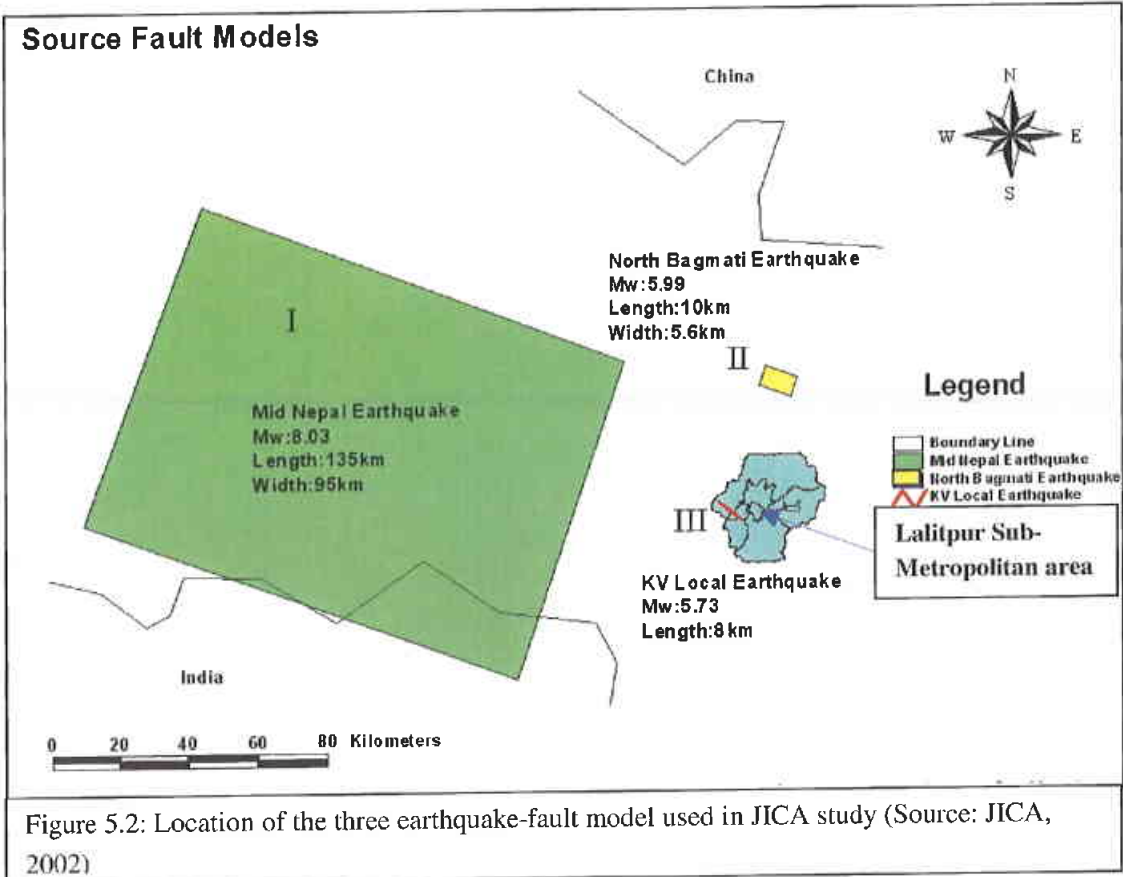 Source Fault Models
China
N
W
E
S
North Bagmati Earthquake
Mw:5.99
Length:10km
Width:5.6km
I
II
Mid Nepal Earthquake
Mw:8.03
Length:135km
Width:95km
Legend
Boundary Line
Mid Nepal Earthquake
North Bagmati Earthquake
KV Local Earthquake
III
Lalitpur Sub-
Metropolitan area
KV Local Earthquake
Mw:5.73
Length:8km
India
0 20 40 60 80 Kilometers
Figure 5.2: Location of the three earthquake-fault model used in JICA study (Source: JICA,
2002)